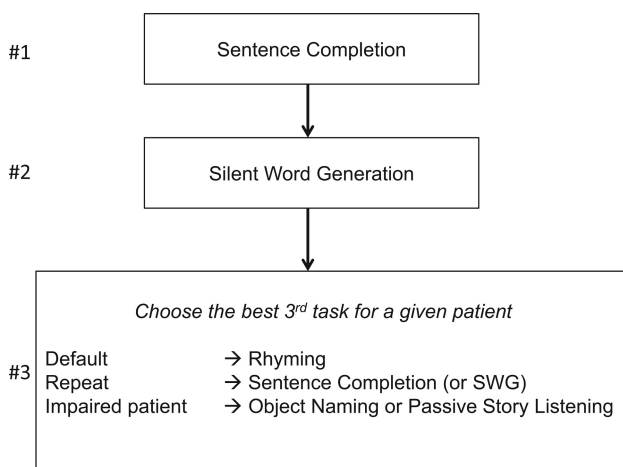 #1
Sentence Completion
#2
Silent Word Generation
Choose the best 3rd task for a given patient
#3
Default → Rhyming
Repeat → Sentence Completion (or SWG)
Impaired patient → Object Naming or Passive Story Listening